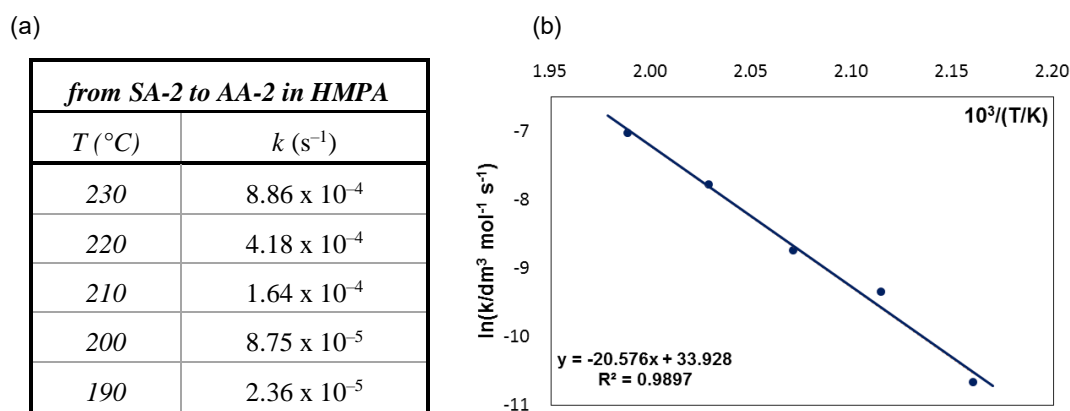 (a)
from SA-2 to AA-2 in HMPA
T (°C) k (s⁻¹)
230 8.86 x 10⁻⁴
220 4.18 x 10⁻⁴
210 1.64 x 10⁻⁴
200 8.75 x 10⁻⁵
190 2.36 x 10⁻⁵
(b)
1.95 2.00 2.05 2.10 2.15 2.20
10³/(T/K)
-7
-8
-9
-10
-11
ln(k/dm³ mol⁻¹ s⁻¹)
y = -20.576x + 33.928
R² = 0.9897